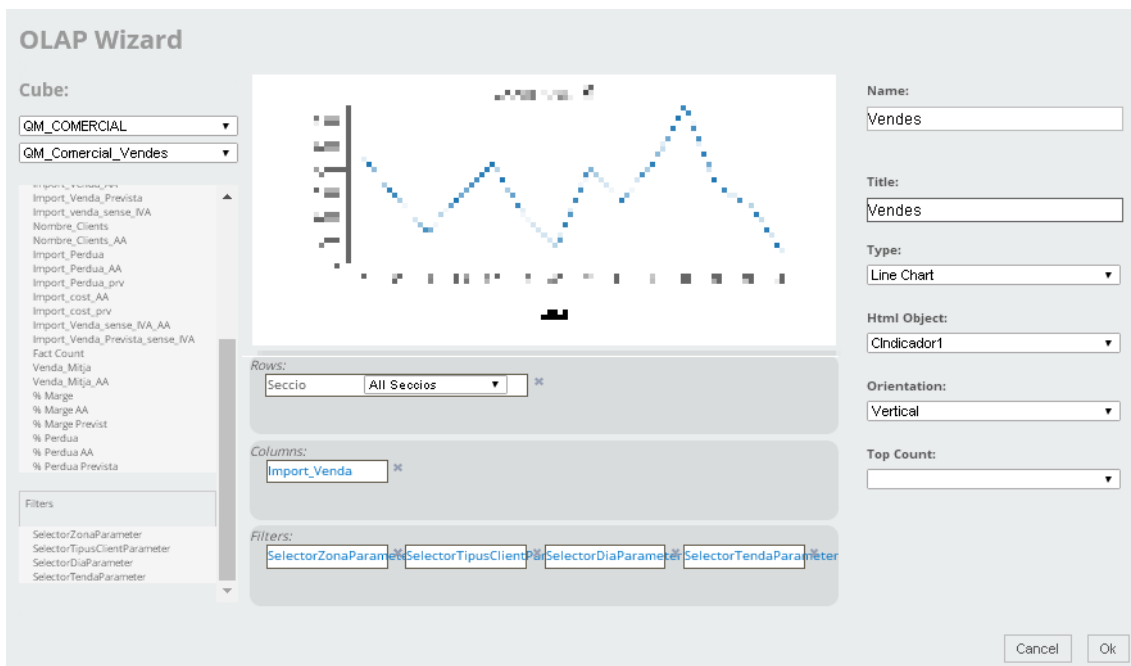 OLAP Wizard
Cube:
QM_COMERCIAL
QM_Comercial_Vendes
Import_Venda_AA
Import_Venda_Prevista
Import_venda_sense_IVA
Nombre_Clients
Nombre_Clients_AA
Import_Perdua
Import_Perdua_AA
Import_Perdua_prv
Import_cost_AA
Import_cost_prv
Import_Venda_sense_IVA_AA
Import_Venda_Prevista_sense_IVA
Fact Count
Venda_Mitja
Venda_Mitja_AA
% Marge
% Marge AA
% Marge Previst
% Perdua
% Perdua AA
% Perdua Prevista
Filters
SelectorZonaParameter
SelectorTipusClientParameter
SelectorDiaParameter
SelectorTendaParameter
Rows:
Seccio All Seccios
Columns:
Import_Venda
Filters:
SelectorZonaParameter SelectorTipusClientPar SelectorDiaParameter SelectorTendaParameter
Name:
Vendes
Title:
Vendes
Type:
Line Chart
Html Object:
CIndicador1
Orientation:
Vertical
Top Count:
Cancel Ok